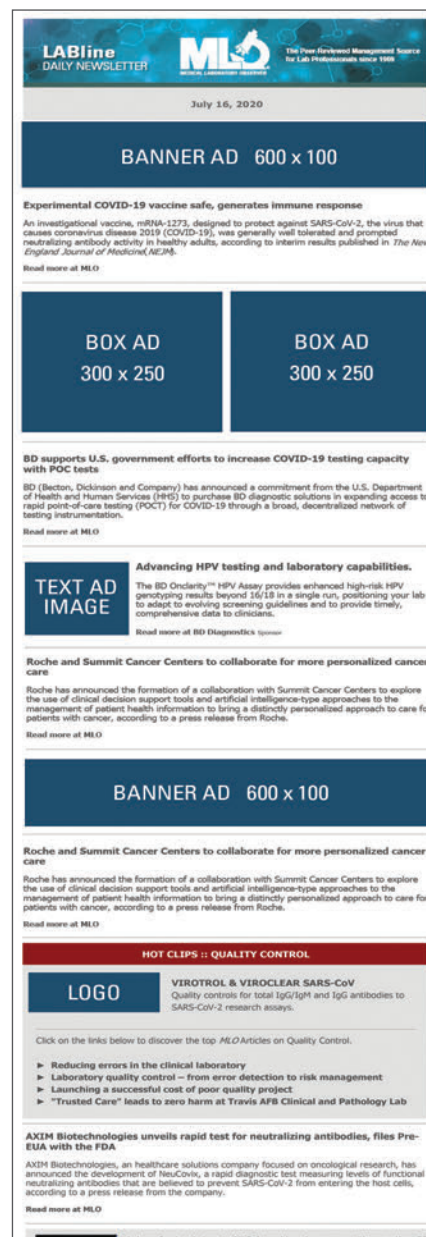 LABline
DAILY NEWSLETTER
MLO
MEDICAL LABORATORY OBSERVER
The Peer-Reviewed Management Source
for Lab Professionals since 1969
July 16, 2020
BANNER AD 600 x 100
Experimental COVID-19 vaccine safe, generates immune response
An investigational vaccine, mRNA-1273, designed to protect against SARS-CoV-2, the virus that
causes coronavirus disease 2019 (COVID-19), was generally well tolerated and prompted
neutralizing antibody activity in healthy adults, according to interim results published in The New
England Journal of Medicine(NEJM).
Read more at MLO
BOX AD
300 x 250
BOX AD
300 x 250
BD supports U.S. government efforts to increase COVID-19 testing capacity
with POC tests
BD (Becton, Dickinson and Company) has announced a commitment from the U.S. Department
of Health and Human Services (HHS) to purchase BD diagnostic solutions in expanding access to
rapid point-of-care testing (POCT) for COVID-19 through a broad, decentralized network of
testing instrumentation.
Read more at MLO
TEXT AD
IMAGE
Advancing HPV testing and laboratory capabilities.
The BD Onclarity™ HPV Assay provides enhanced high-risk HPV
genotyping results beyond 16/18 in a single run, positioning your lab
to adapt to evolving screening guidelines and to provide timely,
comprehensive data to clinicians.
Read more at BD Diagnostics Sponsor
Roche and Summit Cancer Centers to collaborate for more personalized cancer
care
Roche has announced the formation of a collaboration with Summit Cancer Centers to explore
the use of clinical decision support tools and artificial intelligence-type approaches to the
management of patient health information to bring a distinctly personalized approach to care for
patients with cancer, according to a press release from Roche.
Read more at MLO
BANNER AD 600 x 100
Roche and Summit Cancer Centers to collaborate for more personalized cancer
care
Roche has announced the formation of a collaboration with Summit Cancer Centers to explore
the use of clinical decision support tools and artificial intelligence-type approaches to the
management of patient health information to bring a distinctly personalized approach to care for
patients with cancer, according to a press release from Roche.
Read more at MLO
HOT CLIPS :: QUALITY CONTROL
LOGO
VIROTROL & VIROCLEAR SARS-CoV
Quality controls for total IgG/IgM and IgG antibodies to
SARS-CoV-2 research assays.
Click on the links below to discover the top MLO Articles on Quality Control.
► Reducing errors in the clinical laboratory
► Laboratory quality control – from error detection to risk management
► Launching a successful cost of poor quality project
► "Trusted Care" leads to zero harm at Travis AFB Clinical and Pathology Lab
AXIM Biotechnologies unveils rapid test for neutralizing antibodies, files Pre-
EUA with the FDA
AXIM Biotechnologies, an healthcare solutions company focused on oncological research, has
announced the development of NeuCovix, a rapid diagnostic test measuring levels of functional
neutralizing antibodies that are believed to prevent SARS-CoV-2 from entering the host cells,
according to a press release from the company.
Read more at MLO